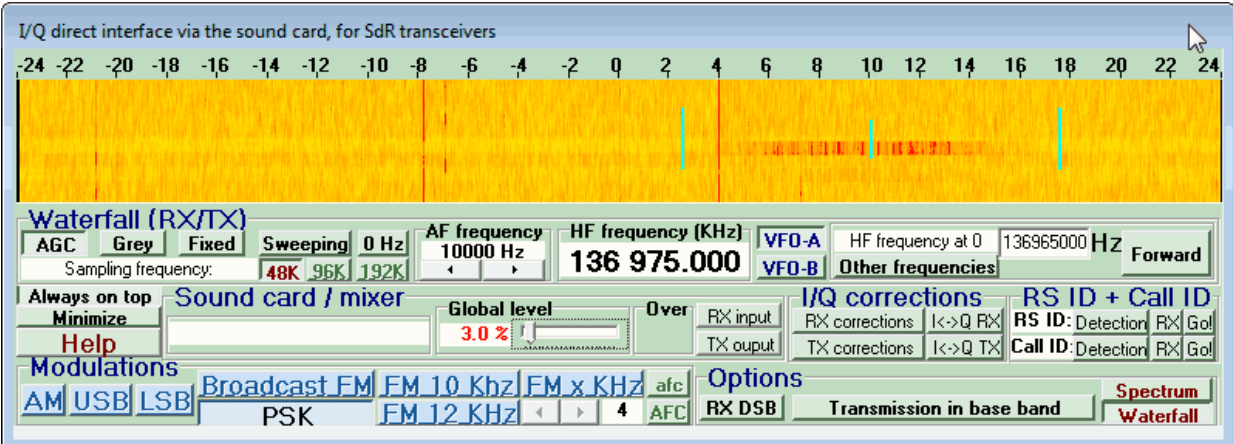 I/Q direct interface via the sound card, for SdR transceivers
-24 -22 -20 -18 -16 -14 -12 -10 -8 -6 -4 -2 0 2 4 6 8 10 12 14 16 18 20 22 24
Waterfall (RX/TX)
AGC Grey Fixed Sweeping 0 Hz
Sampling frequency: 48K 96K 192K
AF frequency
10000 Hz
HF frequency (KHz)
136 975.000
VFO-A
VFO-B
HF frequency at 0 136965000 Hz
Other frequencies
Forward
Always on top
Minimize
Help
Sound card / mixer
Global level
3.0 %
Over
RX input
TX ouput
I/Q corrections
RX corrections I<->Q RX
TX corrections I<->Q TX
RS ID + Call ID
RS ID: Detection RX Go!
Call ID: Detection RX Go!
Modulations
AM USB LSB
Broadcast FM
PSK
FM 10 Khz FM x KHz afc
FM 12 KHz 4 AFC
Options
RX DSB Transmission in base band
Spectrum
Waterfall